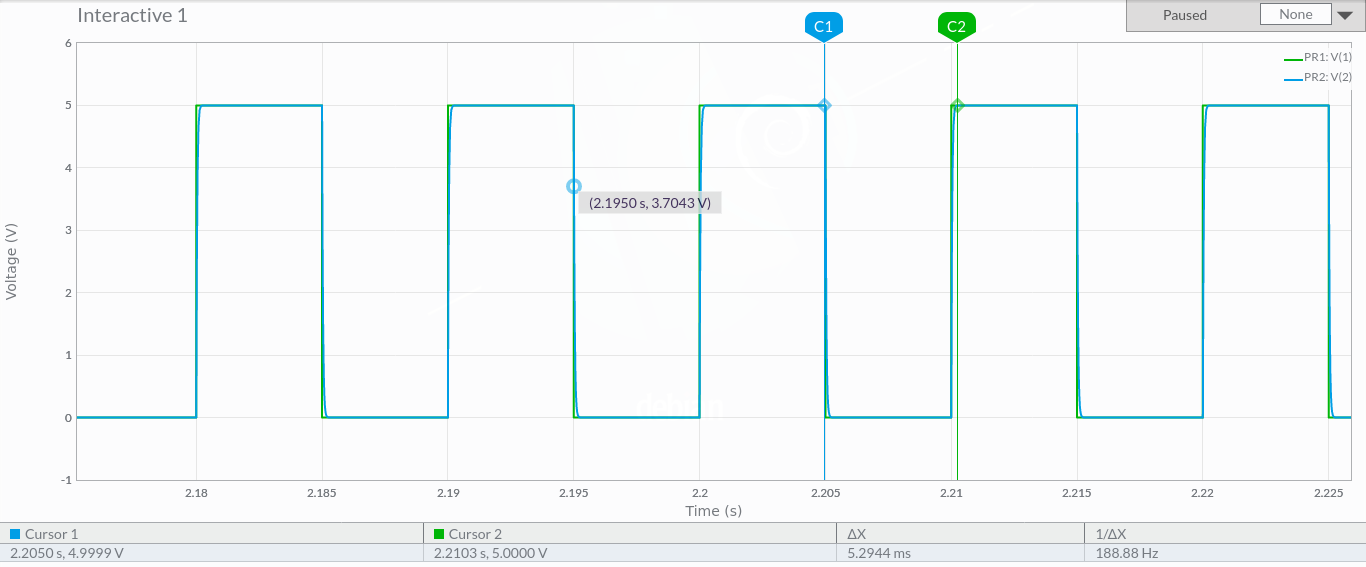 Interactive 1
Paused
None
C1
C2
PR1: V(1)
PR2: V(2)
6
5
4
3
2
1
0
-1
Voltage (V)
(2.1950 s, 3.7043 V)
2.18
2.185
2.19
2.195
2.2
2.205
2.21
2.215
2.22
2.225
Time (s)
Cursor 1
Cursor 2
ΔX
1/ΔX
2.2050 s, 4.9999 V
2.2103 s, 5.0000 V
5.2944 ms
188.88 Hz